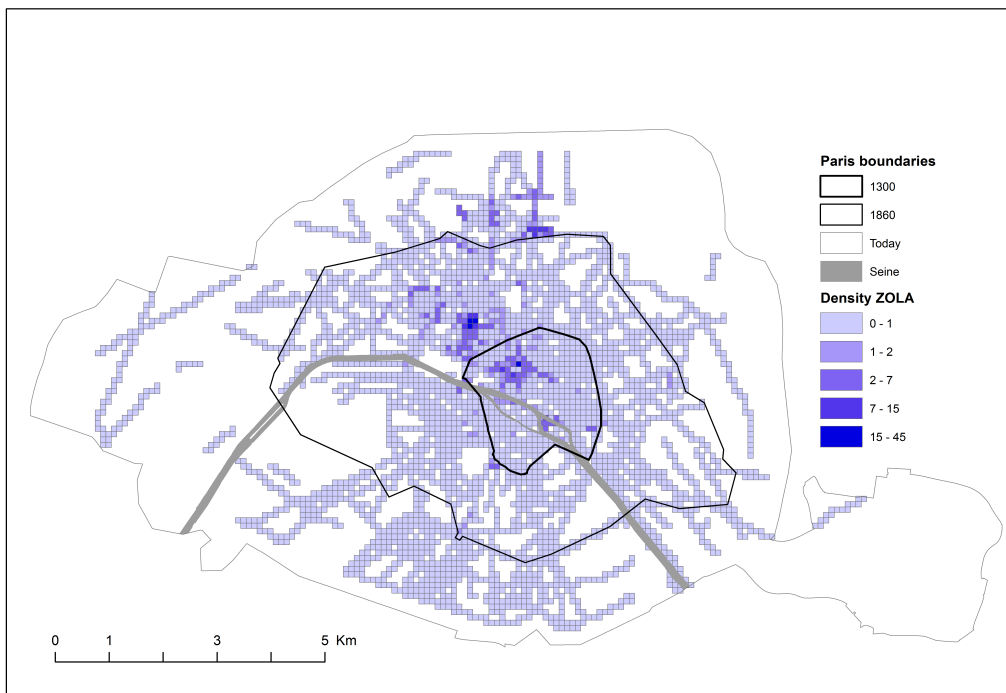 Paris boundaries
1300
1860
Today
Seine
Density ZOLA
0 - 1
1 - 2
2 - 7
7 - 15
15 - 45
0 1 3 5 Km